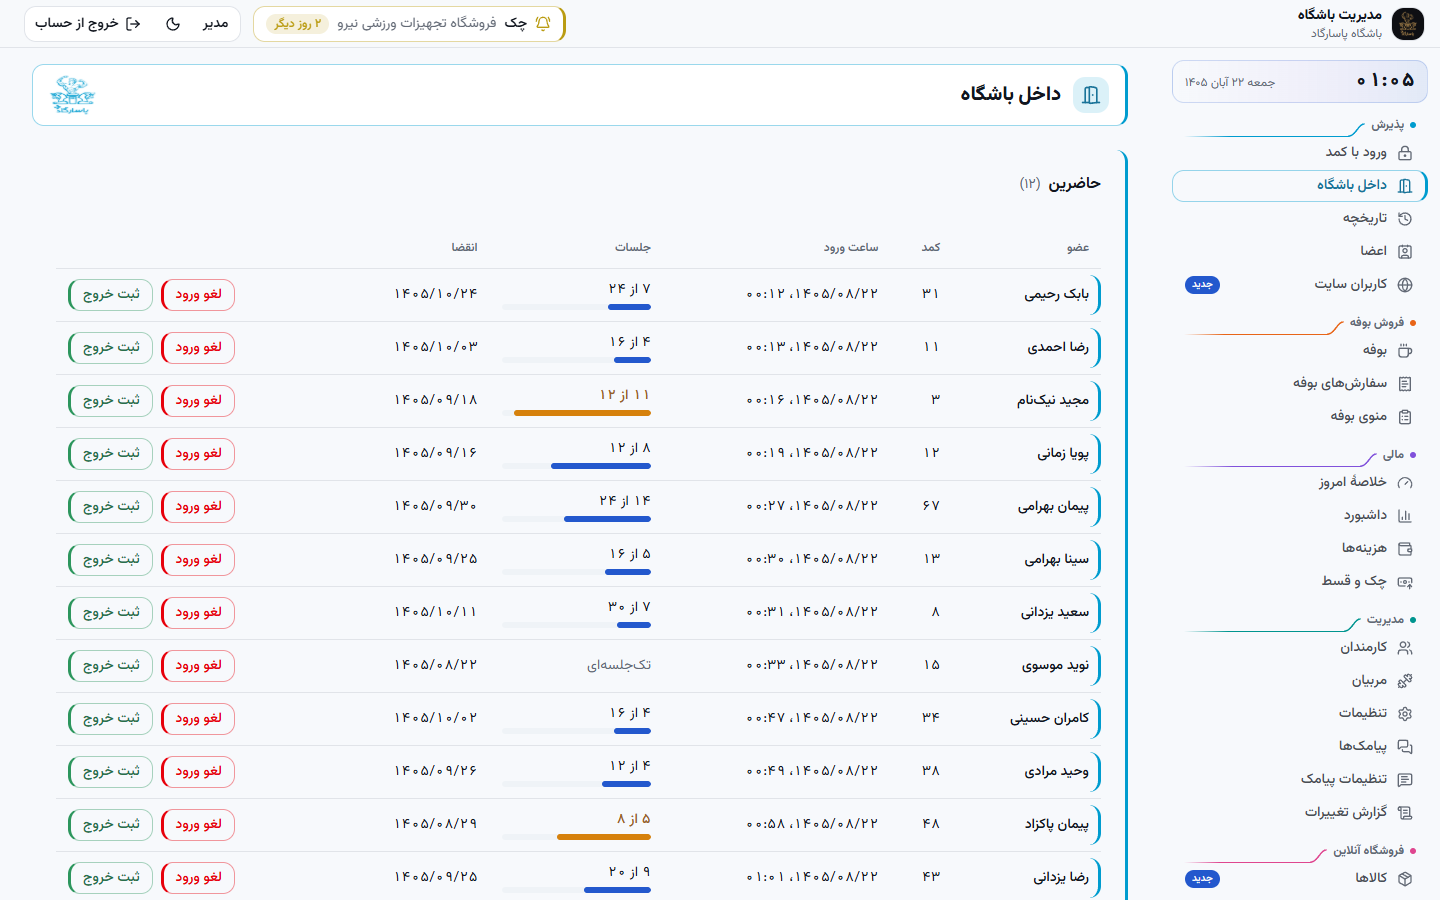 مدیریت باشگاه
باشگاه پاسارگاد
چک فروشگاه تجهیزات ورزشی نیرو ۲ روز دیگر
مدیر
خروج از حساب
۰۱:۰۵
جمعه ۲۲ آبان ۱۴۰۵
پذیرش
ورود با کمد
داخل باشگاه
تاریخچه
اعضا
کاربران سایت جدید
فروش بوفه
بوفه
سفارش‌های بوفه
منوی بوفه
مالی
خلاصهٔ امروز
داشبورد
هزینه‌ها
چک و قسط
مدیریت
کارمندان
مربیان
تنظیمات
پیامک‌ها
تنظیمات پیامک
گزارش تغییرات
فروشگاه آنلاین
کالاها جدید
داخل باشگاه
پاسارگاد
حاضرین (۱۲)
عضو کمد ساعت ورود جلسات انقضا
بابک رحیمی ۳۱ ۱۴۰۵/۰۸/۲۲، ۰۰:۱۲ ۷ از ۲۴ ۱۴۰۵/۱۰/۲۴ لغو ورود ثبت خروج
رضا احمدی ۱۱ ۱۴۰۵/۰۸/۲۲، ۰۰:۱۳ ۴ از ۱۶ ۱۴۰۵/۱۰/۰۳ لغو ورود ثبت خروج
مجید نیک‌نام ۳ ۱۴۰۵/۰۸/۲۲، ۰۰:۱۶ ۱۱ از ۱۲ ۱۴۰۵/۰۹/۱۸ لغو ورود ثبت خروج
پویا زمانی ۱۲ ۱۴۰۵/۰۸/۲۲، ۰۰:۱۹ ۸ از ۱۲ ۱۴۰۵/۰۹/۱۶ لغو ورود ثبت خروج
پیمان بهرامی ۶۷ ۱۴۰۵/۰۸/۲۲، ۰۰:۲۷ ۱۴ از ۲۴ ۱۴۰۵/۰۹/۳۰ لغو ورود ثبت خروج
سینا بهرامی ۱۳ ۱۴۰۵/۰۸/۲۲، ۰۰:۳۰ ۵ از ۱۶ ۱۴۰۵/۰۹/۲۵ لغو ورود ثبت خروج
سعید یزدانی ۸ ۱۴۰۵/۰۸/۲۲، ۰۰:۳۱ ۷ از ۳۰ ۱۴۰۵/۱۰/۱۱ لغو ورود ثبت خروج
نوید موسوی ۱۵ ۱۴۰۵/۰۸/۲۲، ۰۰:۳۳ تک‌جلسه‌ای ۱۴۰۵/۰۸/۲۲ لغو ورود ثبت خروج
کامران حسینی ۳۴ ۱۴۰۵/۰۸/۲۲، ۰۰:۴۷ ۴ از ۱۶ ۱۴۰۵/۱۰/۰۲ لغو ورود ثبت خروج
وحید مرادی ۳۸ ۱۴۰۵/۰۸/۲۲، ۰۰:۴۹ ۴ از ۱۲ ۱۴۰۵/۰۹/۲۶ لغو ورود ثبت خروج
پیمان پاکزاد ۴۸ ۱۴۰۵/۰۸/۲۲، ۰۰:۵۸ ۵ از ۸ ۱۴۰۵/۰۸/۲۹ لغو ورود ثبت خروج
رضا یزدانی ۴۳ ۱۴۰۵/۰۸/۲۲، ۰۱:۰۱ ۹ از ۲۰ ۱۴۰۵/۰۹/۲۵ لغو ورود ثبت خروج